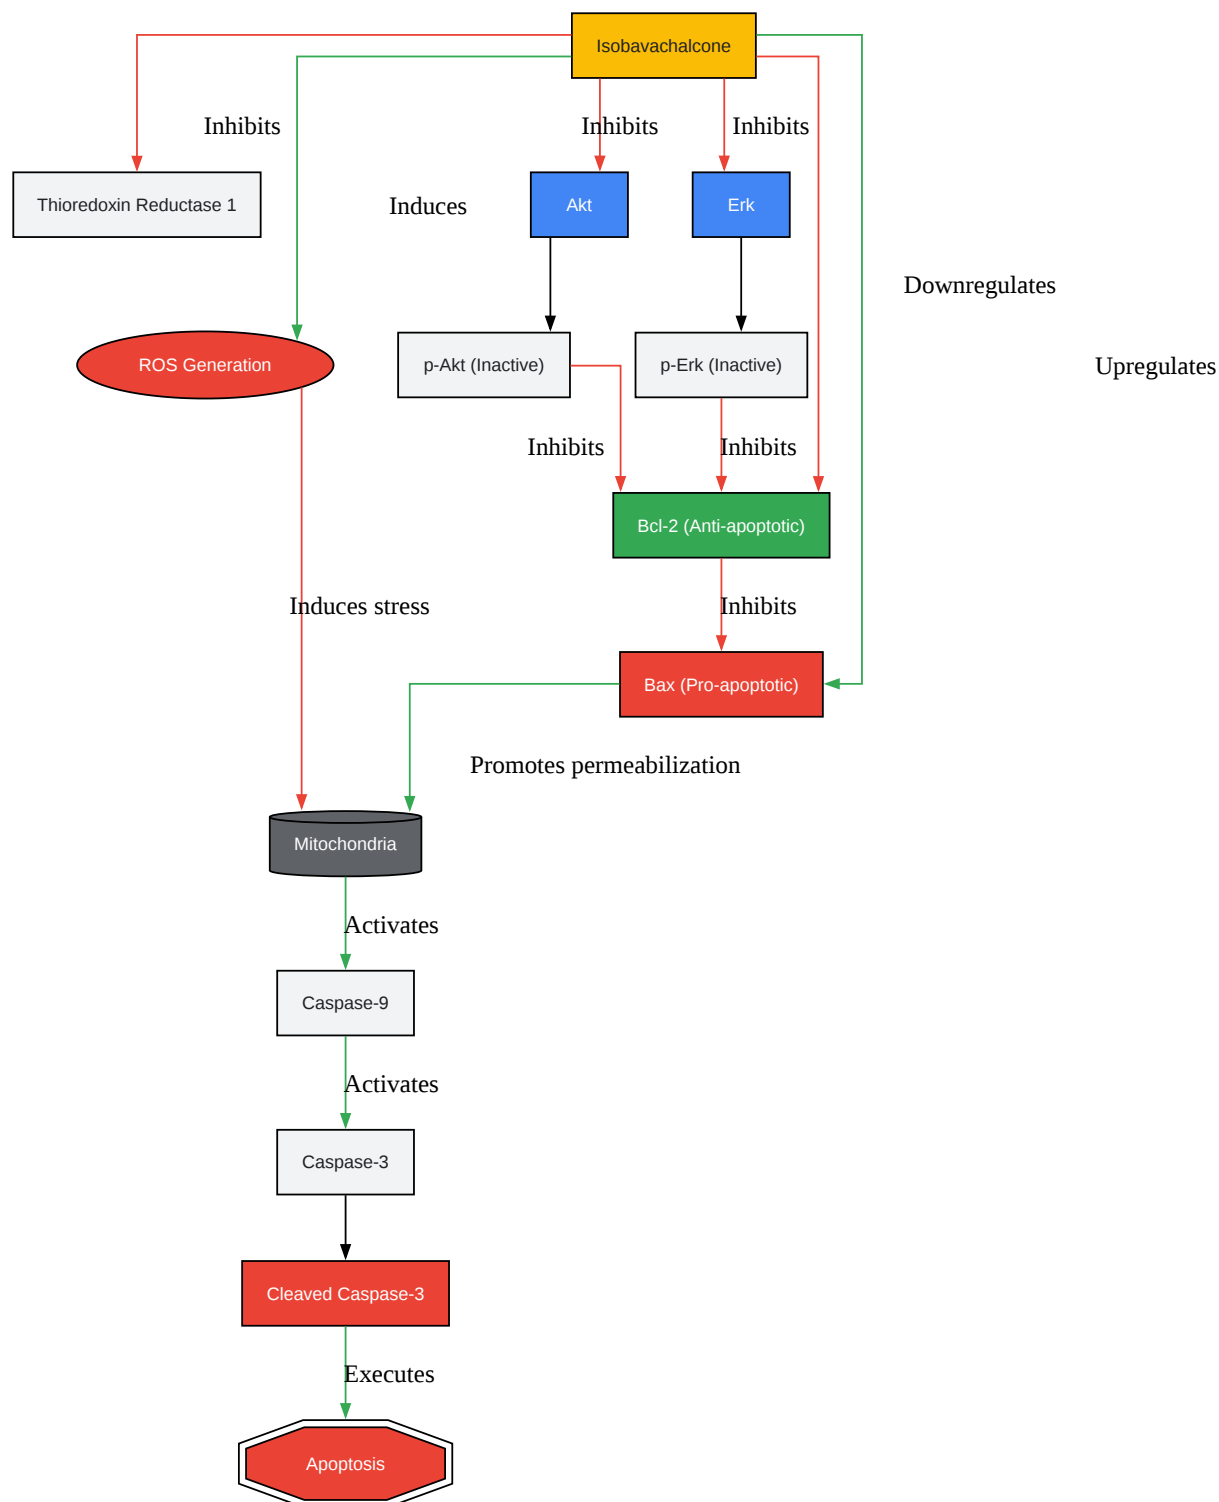 Isobavachalcone
Inhibits
Inhibits
Inhibits
Thioredoxin Reductase 1
Induces
Akt
Erk
Downregulates
ROS Generation
p-Akt (Inactive)
p-Erk (Inactive)
Upregulates
Inhibits
Inhibits
Bcl-2 (Anti-apoptotic)
Induces stress
Inhibits
Bax (Pro-apoptotic)
Promotes permeabilization
Mitochondria
Activates
Caspase-9
Activates
Caspase-3
Cleaved Caspase-3
Executes
Apoptosis